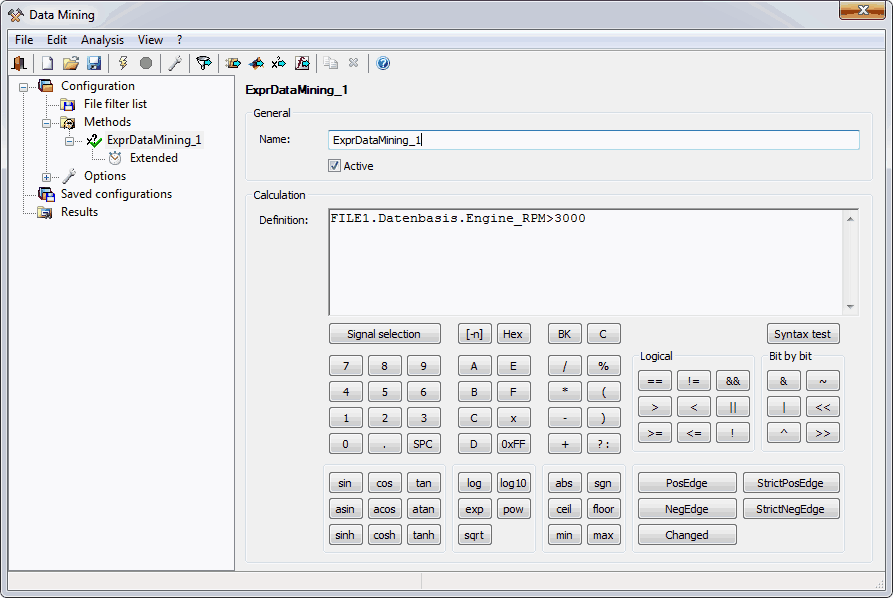 Data Mining
File Edit Analysis View ?
Configuration
File filter list
Methods
ExprDataMining_1
Extended
Options
Saved configurations
Results
ExprDataMining_1
General
Name: ExprDataMining_1
Active
Calculation
Definition: FILE1.Datenbasis.Engine_RPM>3000
Signal selection [-n] Hex BK C Syntax test
Logical Bit by bit
7 8 9 A E / % == != && & ~
4 5 6 B F * ( > < || | <<
1 2 3 C x - ) >= <= ! ^ >>
0 . SPC D 0xFF + ?:
sin cos tan log log10 abs sgn PosEdge StrictPosEdge
asin acos atan exp pow ceil floor NegEdge StrictNegEdge
sinh cosh tanh sqrt min max Changed